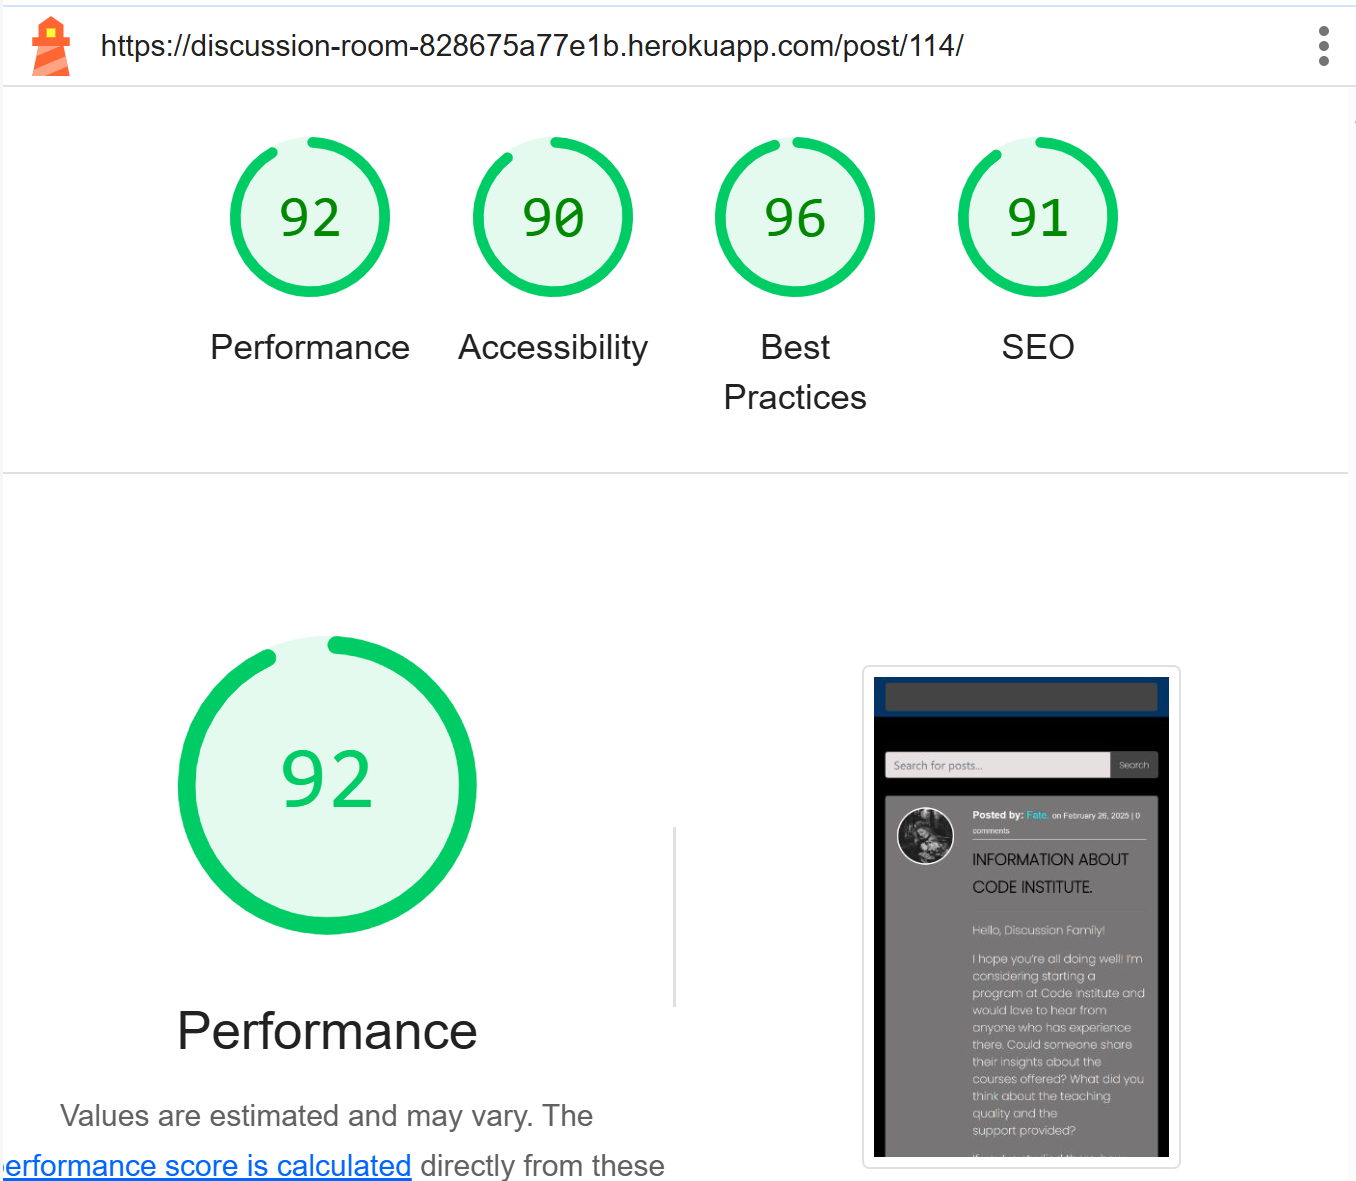 https://discussion-room-828675a77e1b.herokuapp.com/post/114/
92
90
96
91
Performance
Accessibility
Best
Practices
SEO
92
Performance
Values are estimated and may vary. The
erformance score is calculated directly from these
Search for posts...
Search
Posted by: Fate. on February 26, 2025 | 0
comments
INFORMATION ABOUT
CODE INSTITUTE.
Hello, Discussion Family!
I hope you're all doing well! I'm
considering starting a
program at Code Institute and
would love to hear from
anyone who has experience
there. Could someone share
their insights about the
courses offered? What did you
think about the teaching
quality and the
support provided?